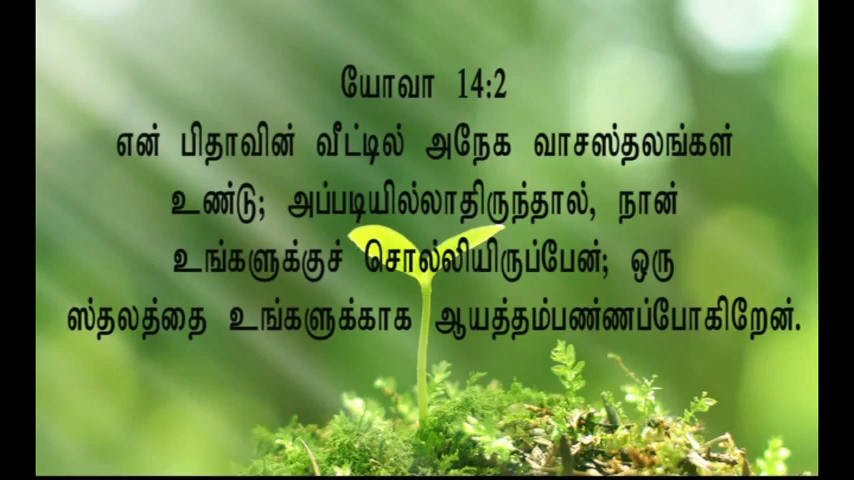 யோவா 14:2
என் பிதாவின் வீட்டில் அநேக வாசஸ்தலங்கள்
உண்டு; அப்படியில்லாதிருந்தால், நான்
உங்களுக்குச் சொல்லியிருப்பேன்; ஒரு
ஸ்தலத்தை உங்களுக்காக ஆயத்தம்பண்ணப்போகிறேன்.